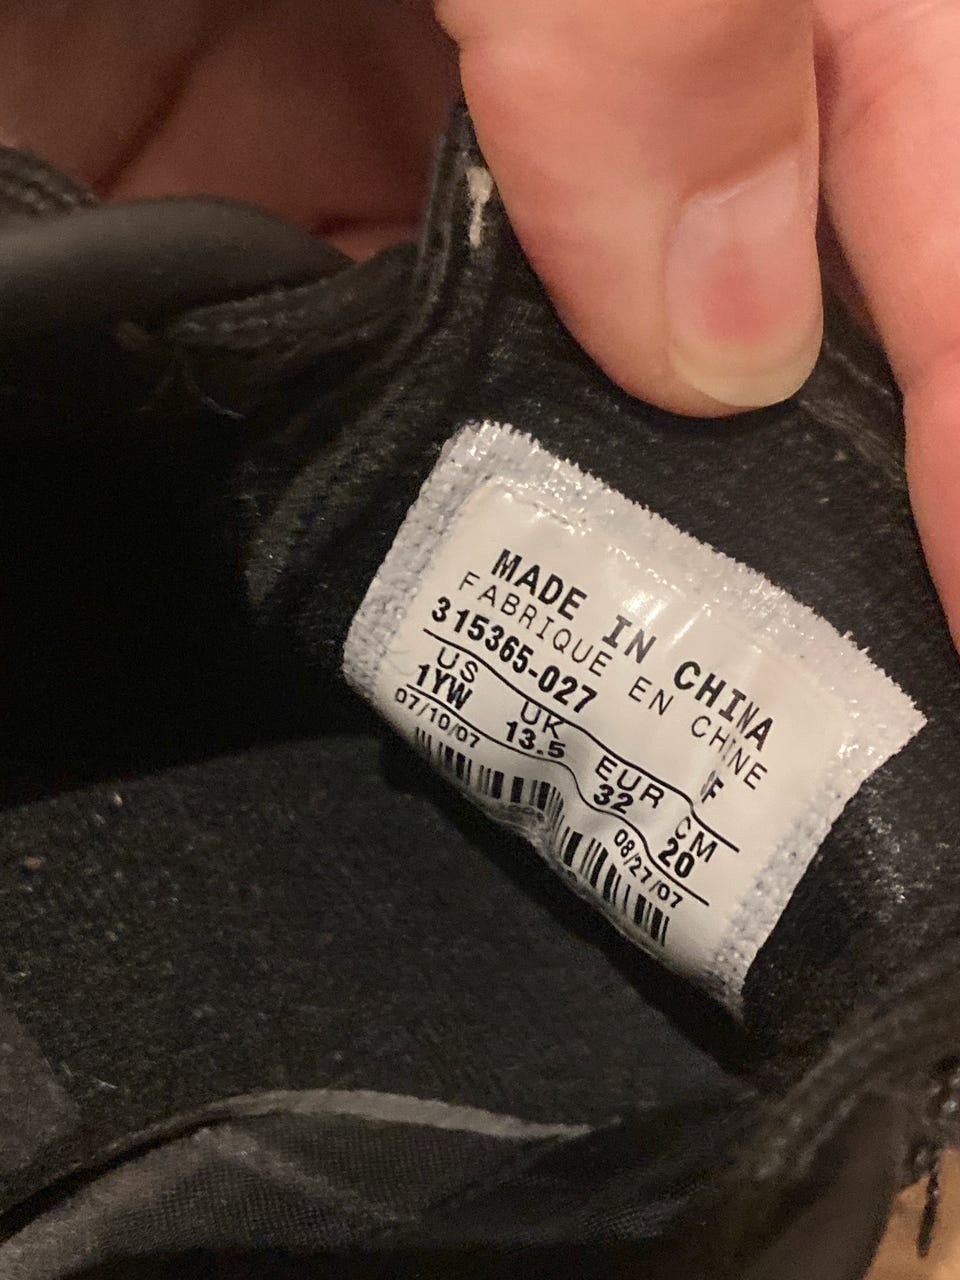 MADE IN CHINA
FABRIQUE EN CHINE
315365-027
US UK EUR CM
1YW 13.5 32 20
07/10/07 08/27/07